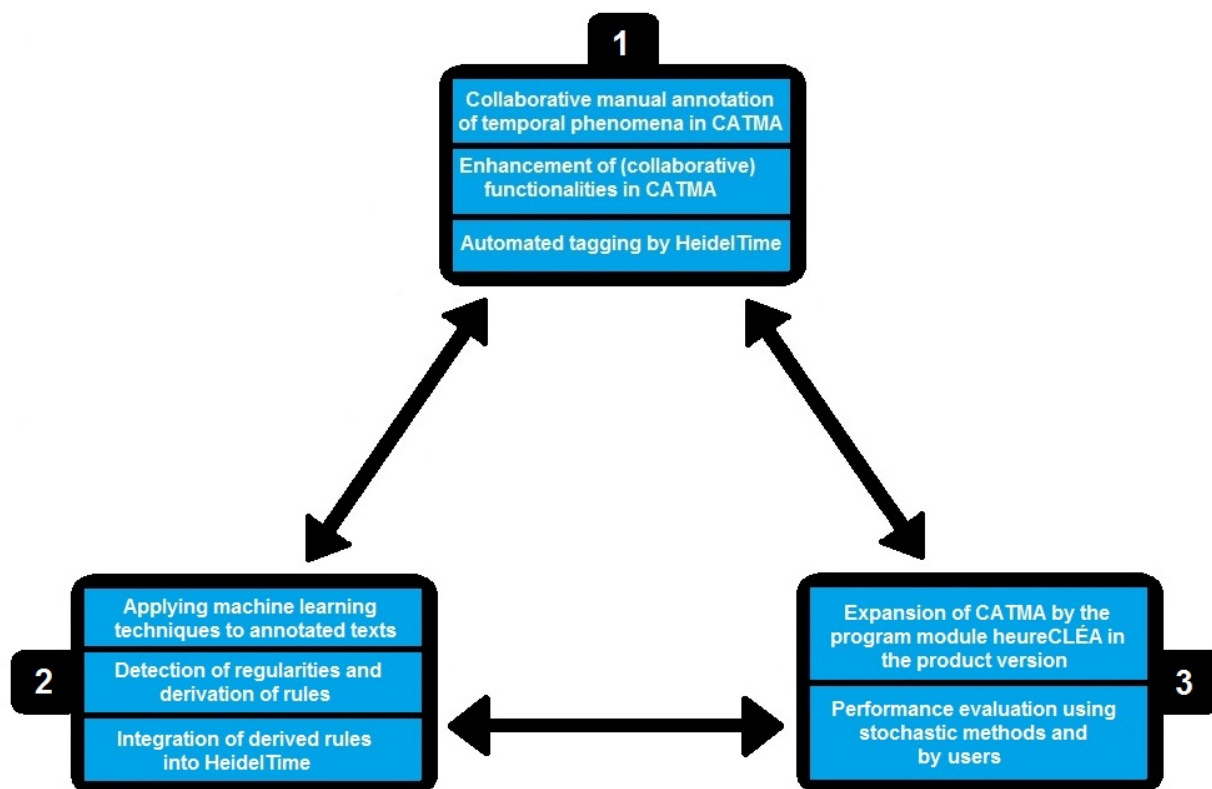 1
Collaborative manual annotation
of temporal phenomena in CATMA
Enhancement of (collaborative)
functionalities in CATMA
Automated tagging by HeidelTime
2
Applying machine learning
techniques to annotated texts
Detection of regularities and
derivation of rules
Integration of derived rules
into HeidelTime
3
Expansion of CATMA by the
program module heureCLÉA in
the product version
Performance evaluation using
stochastic methods and
by users